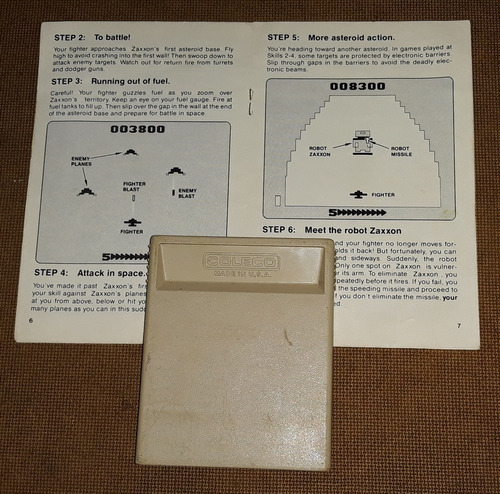 STEP 2: To battle!
Your fighter approaches Zaxxon's first asteroid base. Fly
high to avoid crashing into the first wall! Then swoop down to
attack enemy targets. Watch out for return fire from turrets
and dodger guns.
STEP 3: Running out of fuel.
Careful! Your fighter guzzles fuel as you zoom over
Zaxxon's territory. Keep an eye on your fuel gauge. Fire at
fuel tanks to fill up. Then slip over the gap in the wall at the end
of the asteroid base and prepare for battle in space.
003800
ENEMY
PLANES
FIGHTER
BLAST
ENEMY
BLAST
FIGHTER
5
STEP 4: Attack in space.
You've made it past Zaxxon's
your skill against Zaxxon's planes
at you from above, below or
many planes as you can in this
6
STEP 5: More asteroid action.
You're heading toward another asteroid. In games played at
Skills 2-4, some targets are protected by electronic barriers.
Slip through gaps in the barriers to avoid the deadly elec-
tronic beams.
008300
ROBOT
ZAXXON
ROBOT
MISSILE
FIGHTER
5
STEP 6: Meet the robot Zaxxon
nd your fighter no longer moves for-
olds it back! But fortunately, you can
and sideways. Suddenly, the robot
Only one spot on Zaxxon is vulner-
or its arm. To eliminate Zaxxon, you
repeatedly before it fires. If you fail, you
the speeding missile and proceed to
f you don't eliminate the missile, your
d
7
COLECO
MADE IN U.S.A.